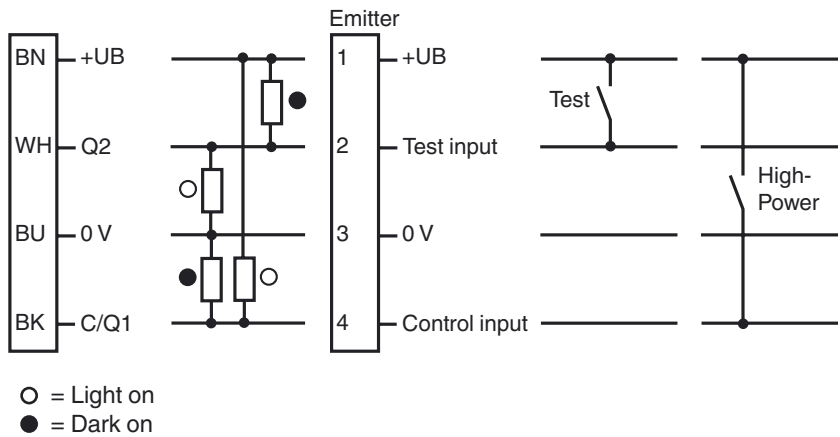 Emitter
BN +UB 1 +UB
Test
WH Q2 2 Test input
High-
Power
BU 0 V 3 0 V
BK C/Q1 4 Control input
= Light on
= Dark on